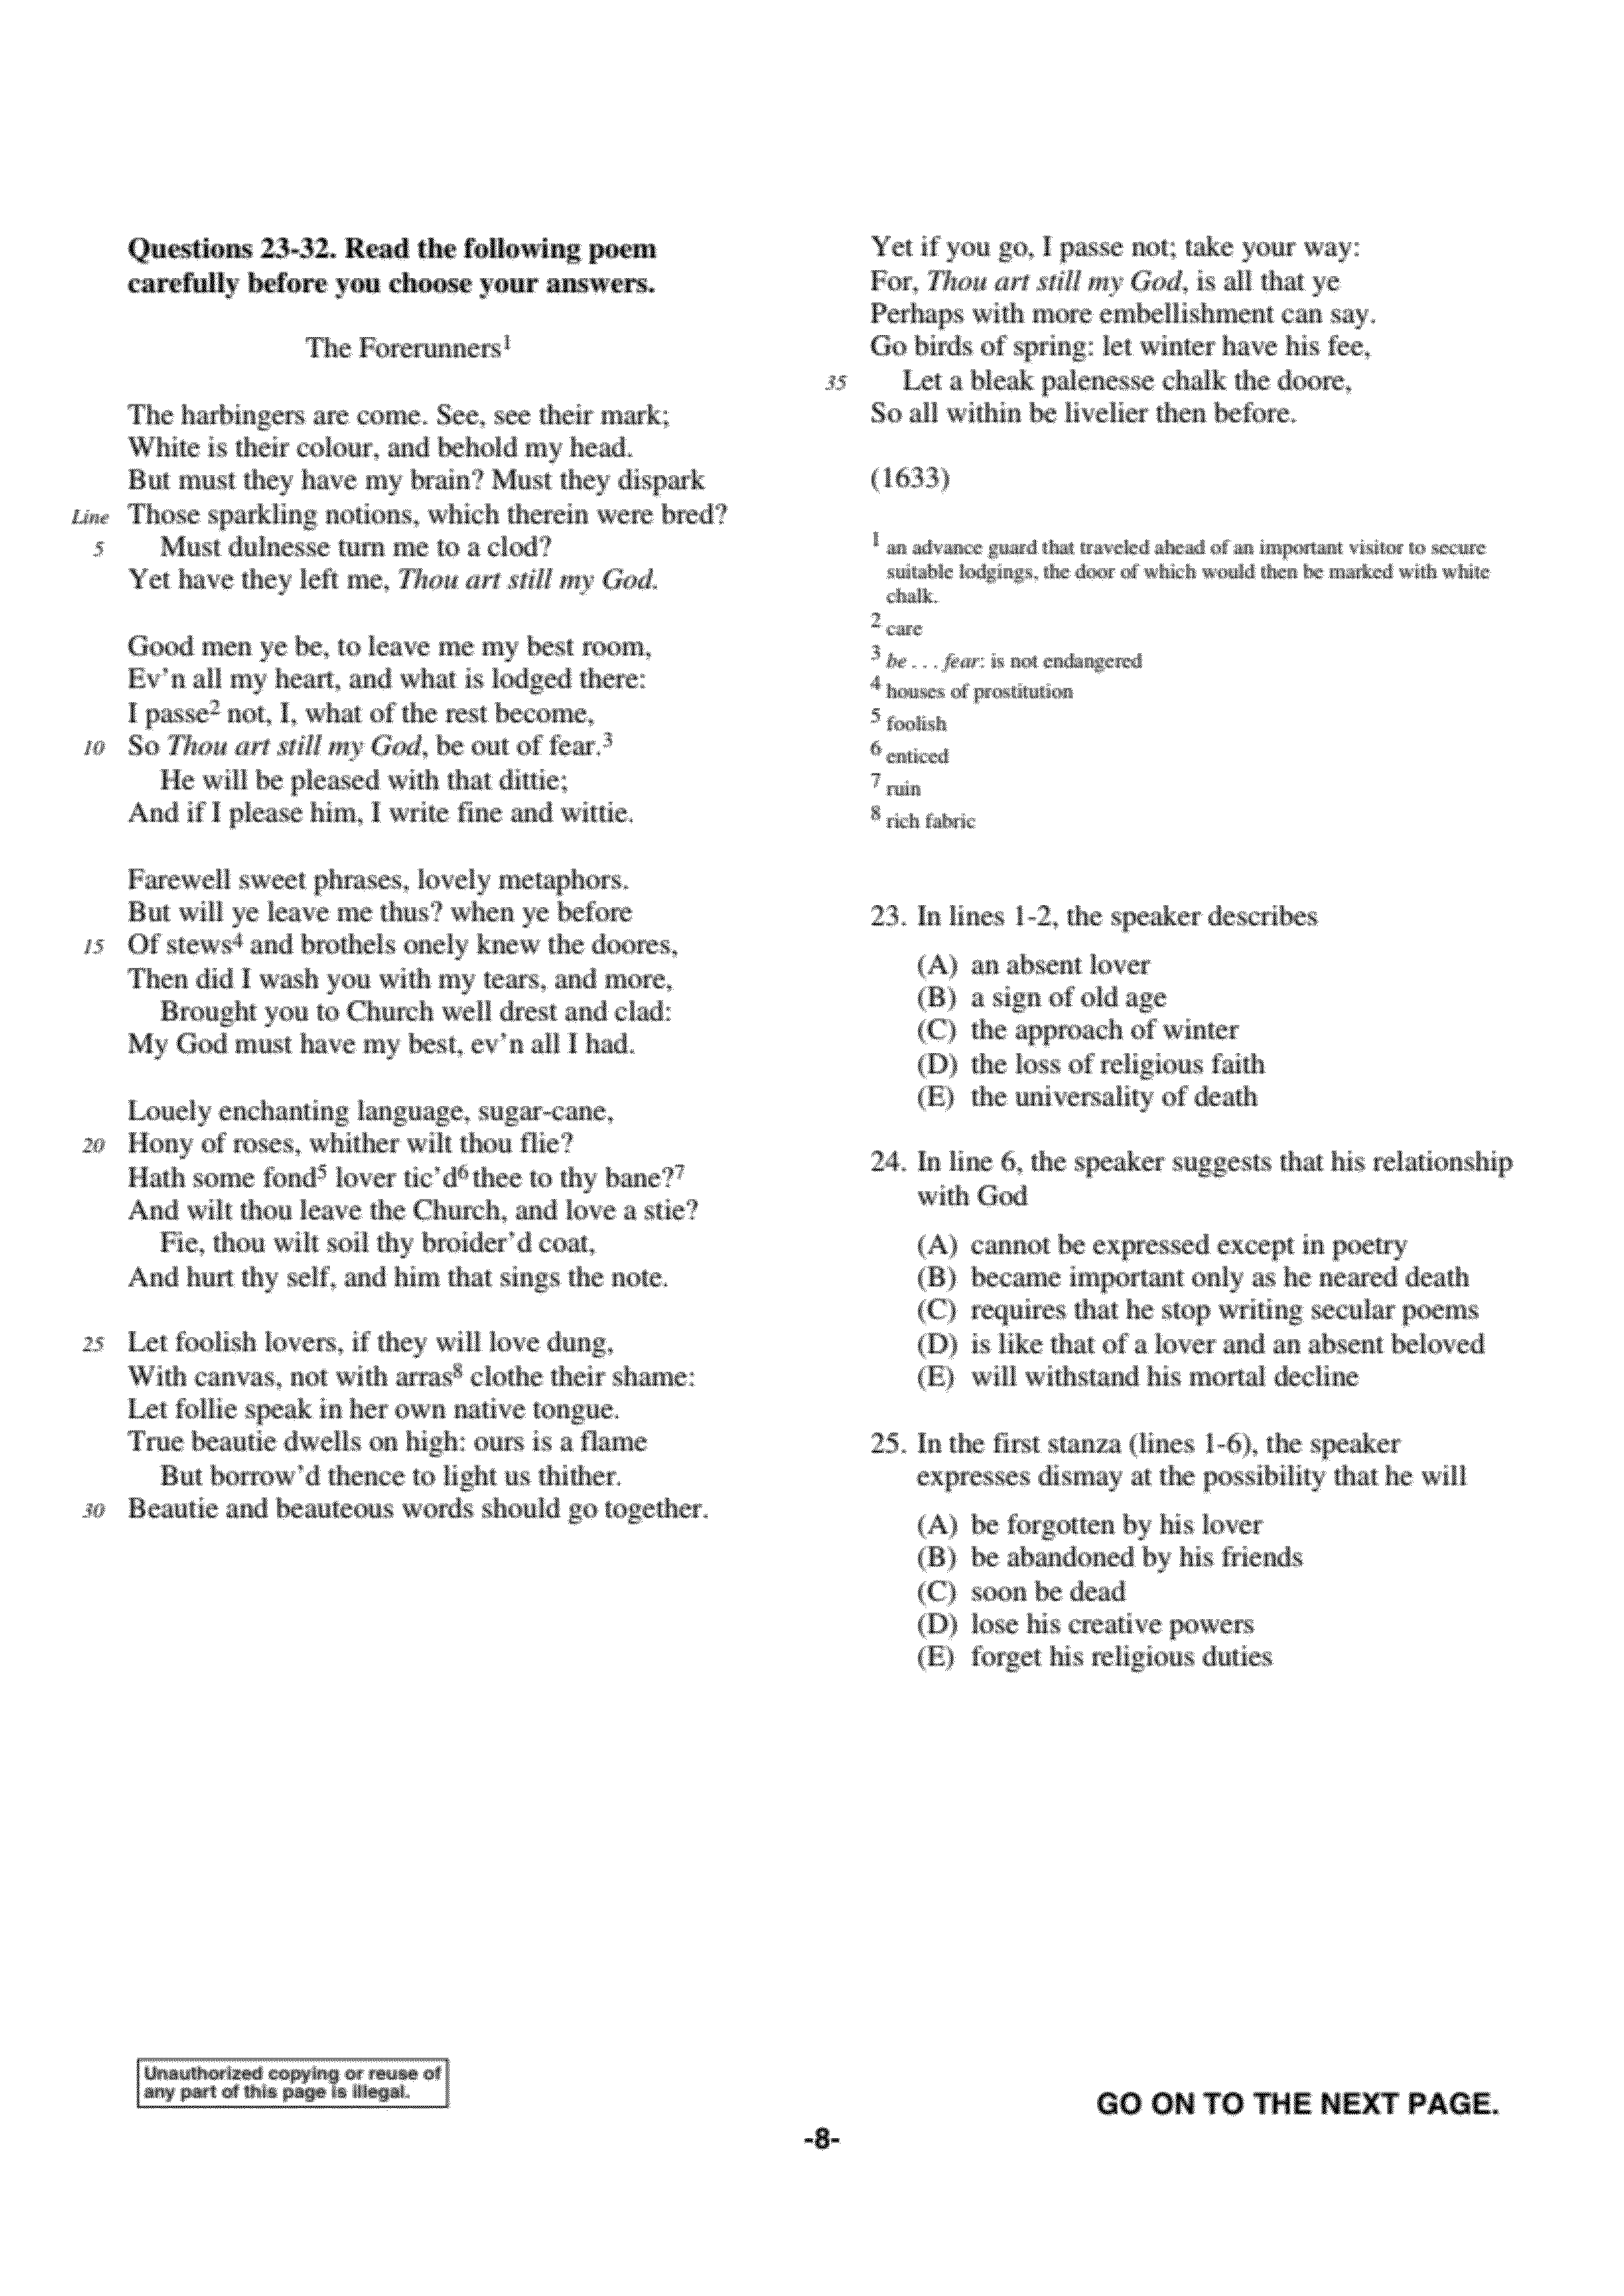 Questions 23-32. Read the following poem
carefully before you choose your answers.
The Forerunners¹
The harbingers are come. See, see their mark;
White is their colour, and behold my head.
But must they have my brain? Must they dispark
Line Those sparkling notions, which therein were bred?
5 Must dulnesse turn me to a clod?
Yet have they left me, Thou art still my God.
Good men ye be, to leave me my best room,
Ev'n all my heart, and what is lodged there:
I passe² not, I, what of the rest become,
10 So Thou art still my God, be out of fear.³
He will be pleased with that dittie;
And if I please him, I write fine and wittie.
Farewell sweet phrases, lovely metaphors.
But will ye leave me thus? when ye before
15 Of stews⁴ and brothels onely knew the doores,
Then did I wash you with my tears, and more,
Brought you to Church well drest and clad:
My God must have my best, ev'n all I had.
Louely enchanting language, sugar-cane,
20 Hony of roses, whither wilt thou flie?
Hath some fond⁵ lover tic'd⁶ thee to thy bane?⁷
And wilt thou leave the Church, and love a stie?
Fie, thou wilt soil thy broider'd coat,
And hurt thy self, and him that sings the note.
25 Let foolish lovers, if they will love dung,
With canvas, not with arras⁸ clothe their shame:
Let follie speak in her own native tongue.
True beautie dwells on high: ours is a flame
But borrow'd thence to light us thither.
30 Beautie and beauteous words should go together.
Yet if you go, I passe not; take your way:
For, Thou art still my God, is all that ye
Perhaps with more embellishment can say.
Go birds of spring: let winter have his fee,
35 Let a bleak palenesse chalk the doore,
So all within be livelier then before.
(1633)
¹ an advance guard that traveled ahead of an important visitor to secure
suitable lodgings, the door of which would then be marked with white
chalk.
² care
³ be . . . fear: is not endangered
⁴ houses of prostitution
⁵ foolish
⁶ enticed
⁷ ruin
⁸ rich fabric
23. In lines 1-2, the speaker describes
(A) an absent lover
(B) a sign of old age
(C) the approach of winter
(D) the loss of religious faith
(E) the universality of death
24. In line 6, the speaker suggests that his relationship
with God
(A) cannot be expressed except in poetry
(B) became important only as he neared death
(C) requires that he stop writing secular poems
(D) is like that of a lover and an absent beloved
(E) will withstand his mortal decline
25. In the first stanza (lines 1-6), the speaker
expresses dismay at the possibility that he will
(A) be forgotten by his lover
(B) be abandoned by his friends
(C) soon be dead
(D) lose his creative powers
(E) forget his religious duties
Unauthorized copying or reuse of
any part of this page is illegal.
GO ON TO THE NEXT PAGE.
-8-